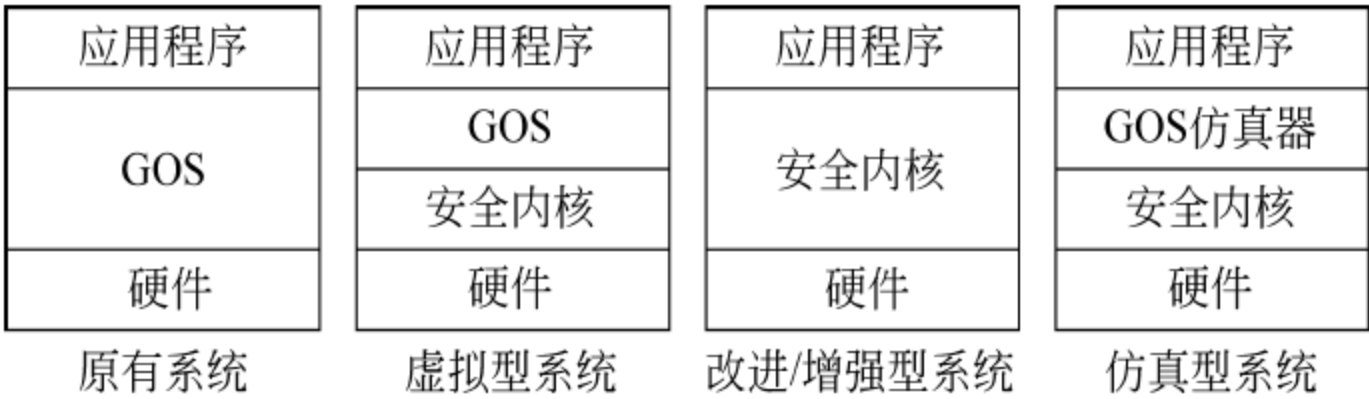 应用程序
GOS
硬件
原有系统
应用程序
GOS
安全内核
硬件
虚拟型系统
应用程序
安全内核
硬件
改进/增强型系统
应用程序
GOS仿真器
安全内核
硬件
仿真型系统